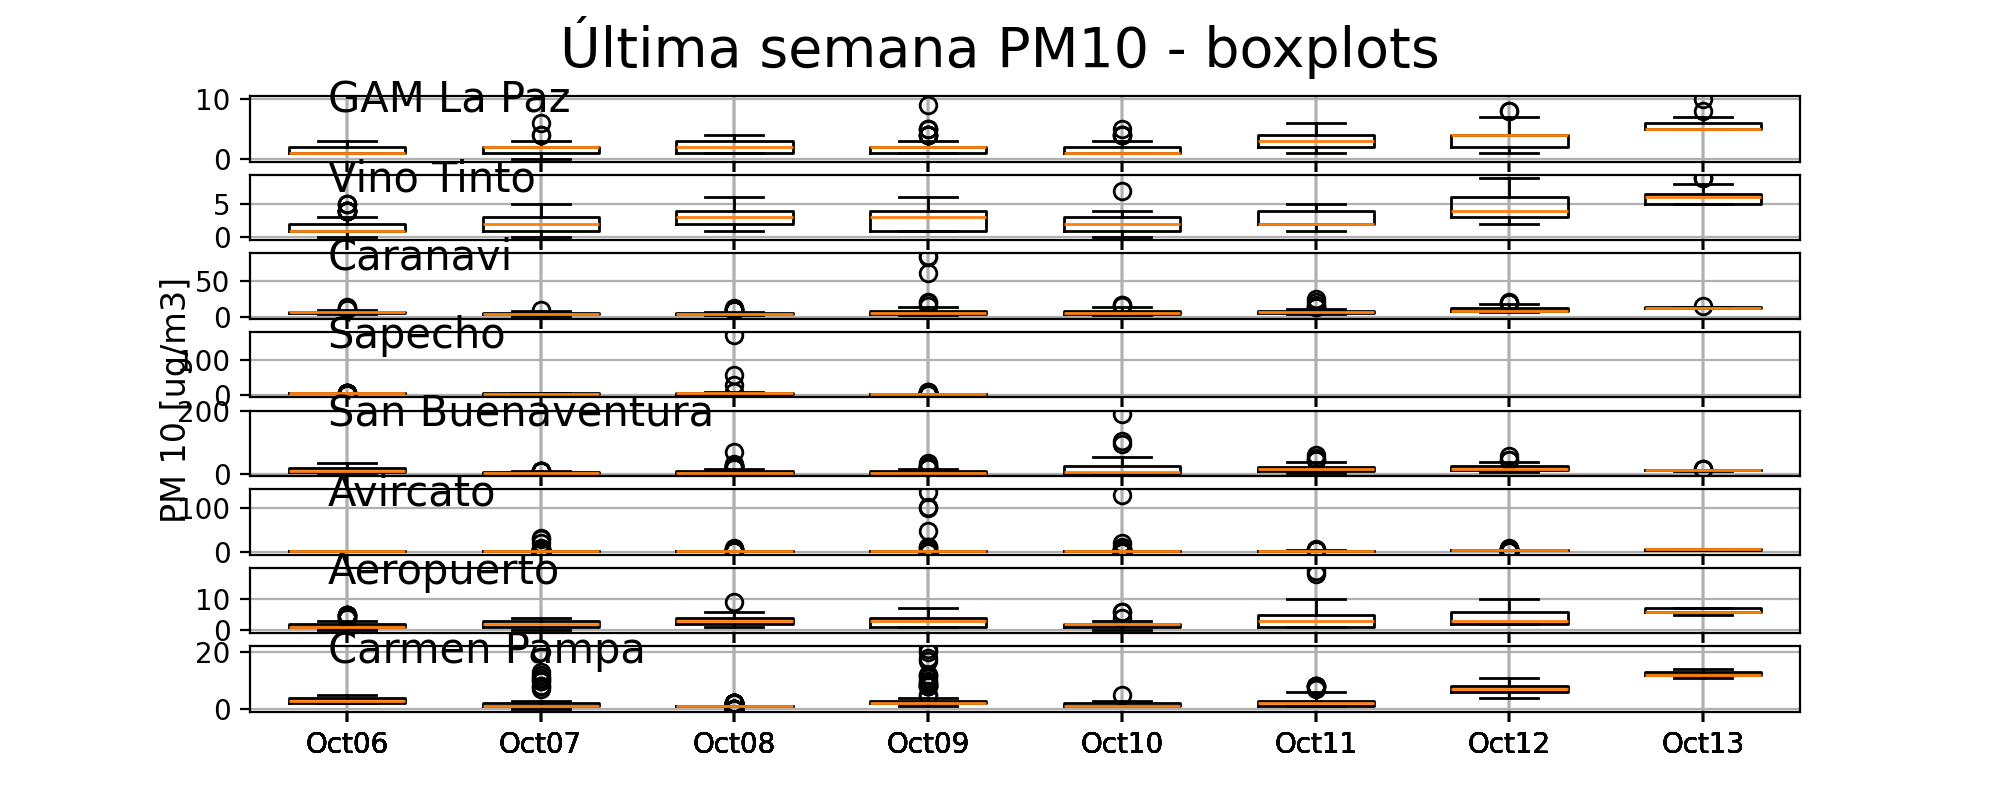 Última semana PM10 - boxplots
GAM La Paz
10
0
Vino Tinto
5
0
Caranavi
50
0
Sapecho
100
0
San Buenaventura
200
0
Avircato
100
0
Aeropuerto
10
0
Carmen Pampa
20
0
PM 10 [ug/m3]
Oct06 Oct07 Oct08 Oct09 Oct10 Oct11 Oct12 Oct13